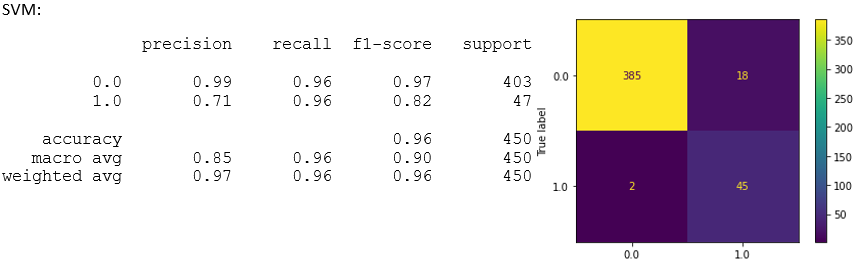 SVM:
precision recall f1-score support
0.0 0.99 0.96 0.97 403
1.0 0.71 0.96 0.82 47
accuracy 0.96 450
macro avg 0.85 0.96 0.90 450
weighted avg 0.97 0.96 0.96 450
True label
0.0
1.0
385 18
2 45
0.0 1.0
350
300
250
200
150
100
50